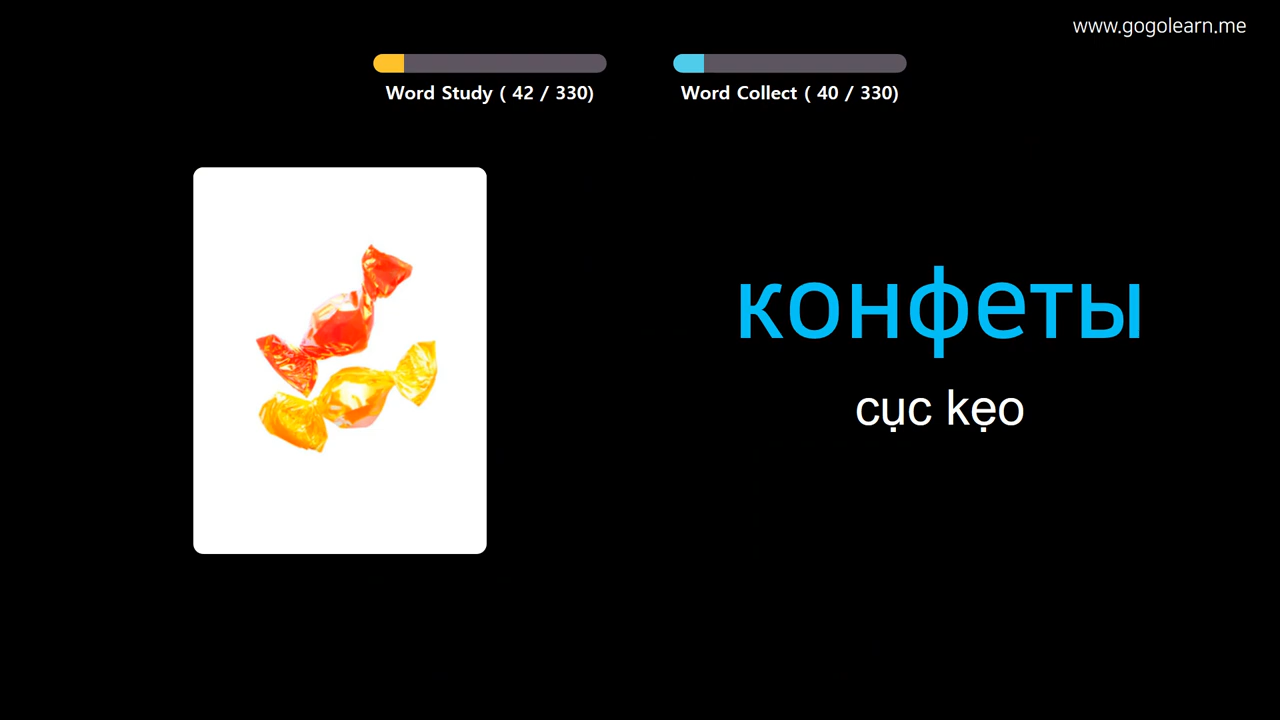 www.gogolearn.me
Word Study ( 42 / 330)
Word Collect ( 40 / 330)
конфеты
cục kẹo